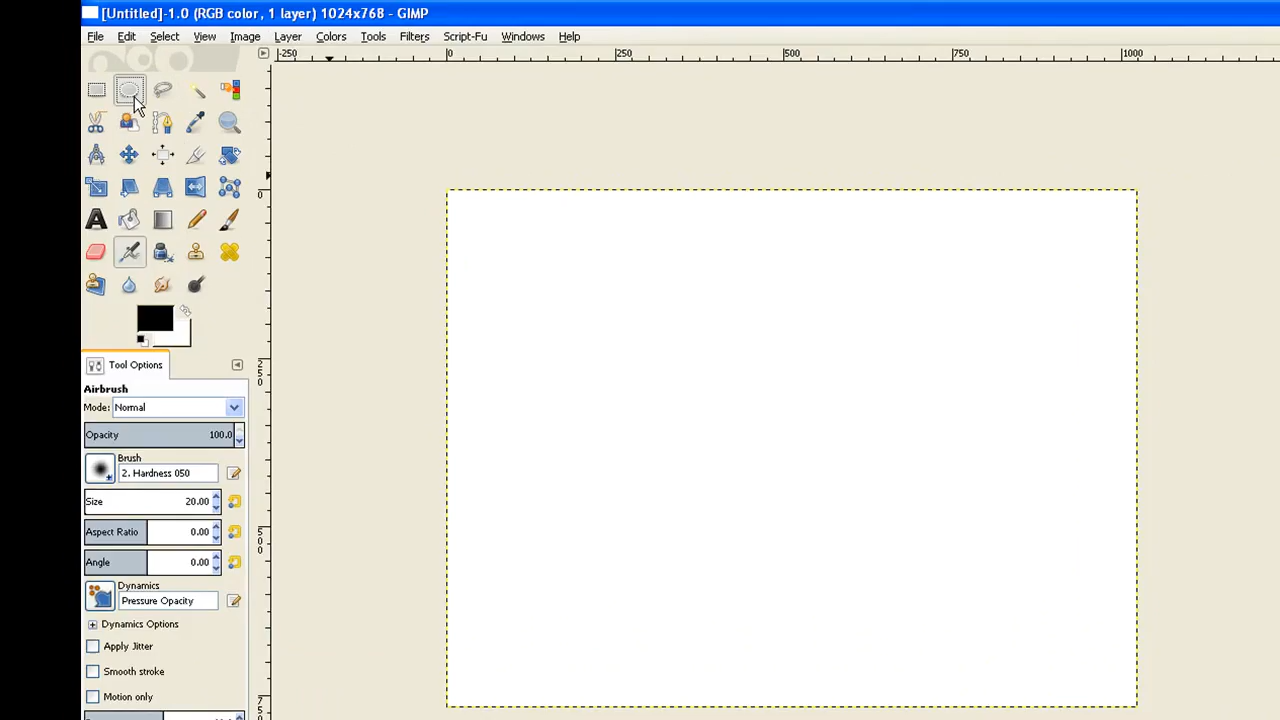 [Untitled]-1.0 (RGB color, 1 layer) 1024x768 - GIMP
File Edit Select View Image Layer Colors Tools Filters Script-Fu Windows Help
-250 0 250 500 750 1000
0
250
500
Tool Options
Airbrush
Mode: Normal
Opacity 100.0
Brush
2. Hardness 050
Size 20.00
Aspect Ratio 0.00
Angle 0.00
Dynamics
Pressure Opacity
Dynamics Options
Apply Jitter
Smooth stroke
Motion only